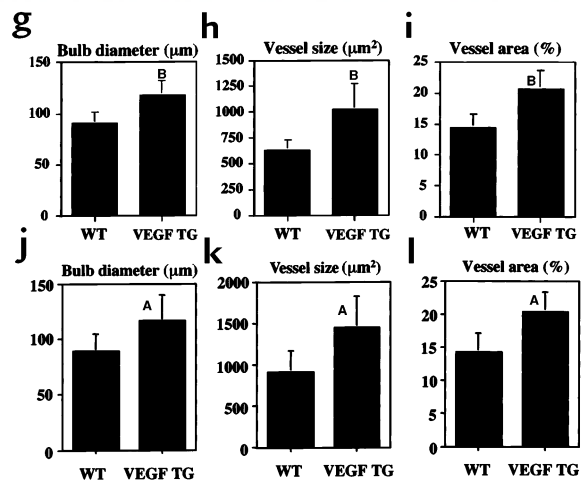 g
Bulb diameter (μm)
150
100
50
0
B
WT
VEGF TG
h
Vessel size (μm²)
1500
1250
1000
750
500
250
0
B
WT
VEGF TG
i
Vessel area (%)
25
20
15
10
5
0
B
WT
VEGF TG
j
Bulb diameter (μm)
150
100
50
0
A
WT
VEGF TG
k
Vessel size (μm²)
2000
1500
1000
500
0
A
WT
VEGF TG
l
Vessel area (%)
25
20
15
10
5
0
A
WT
VEGF TG